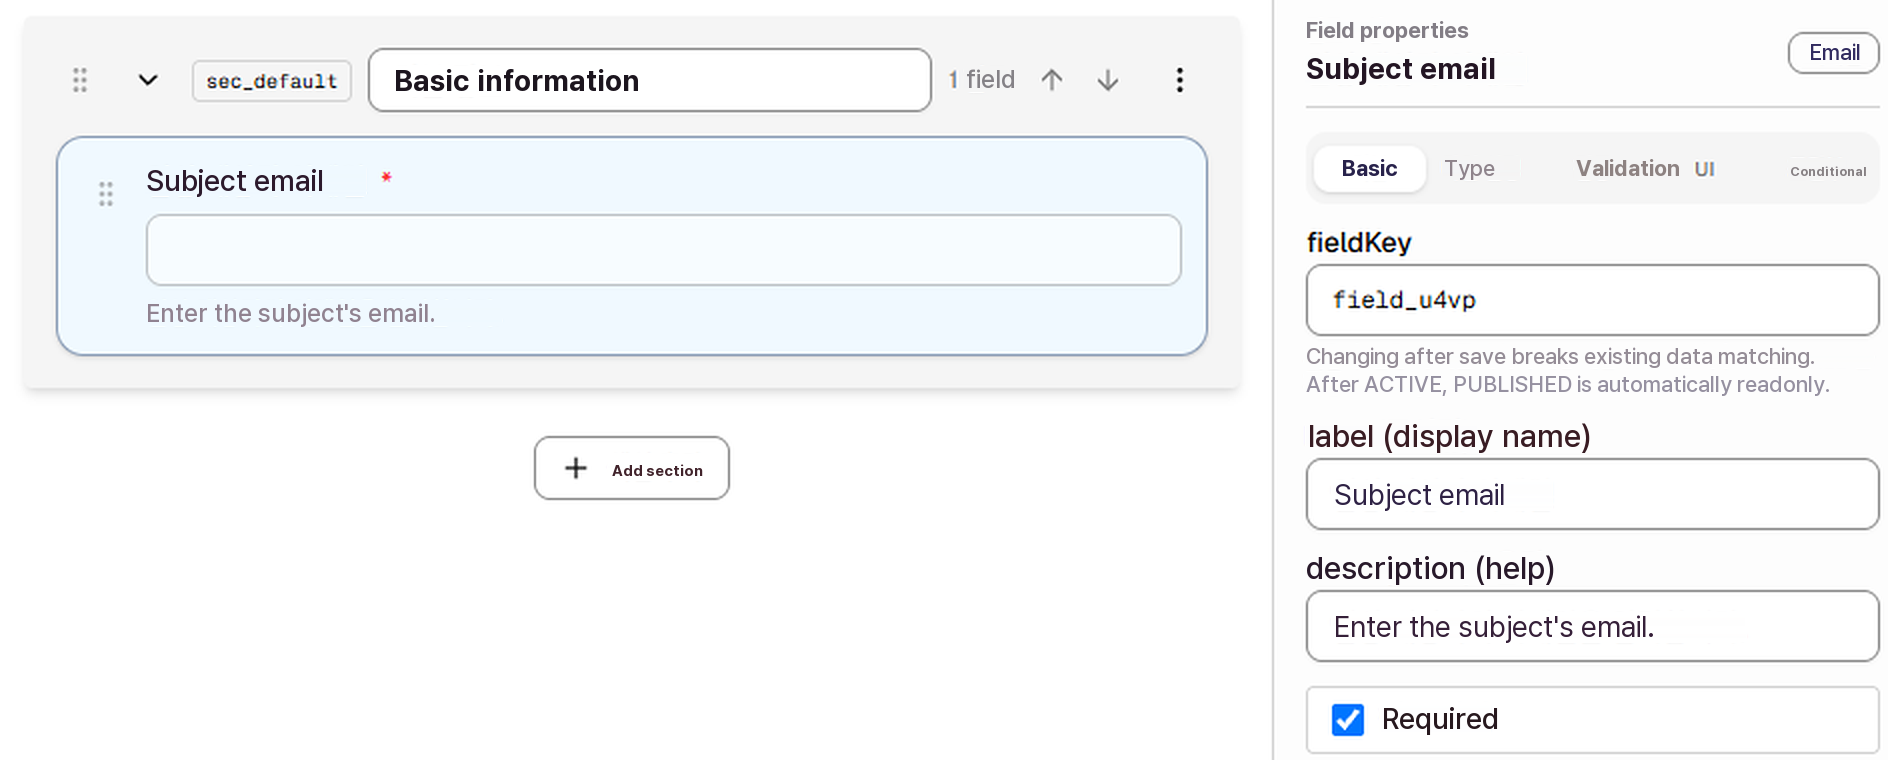 sec_default
Basic information
1 field
Subject email *
Enter the subject's email.
Add section
Field properties
Subject email
Email
Basic Type Validation UI Conditional
fieldKey
field_u4vp
Changing after save breaks existing data matching.
After ACTIVE, PUBLISHED is automatically readonly.
label (display name)
Subject email
description (help)
Enter the subject's email.
Required